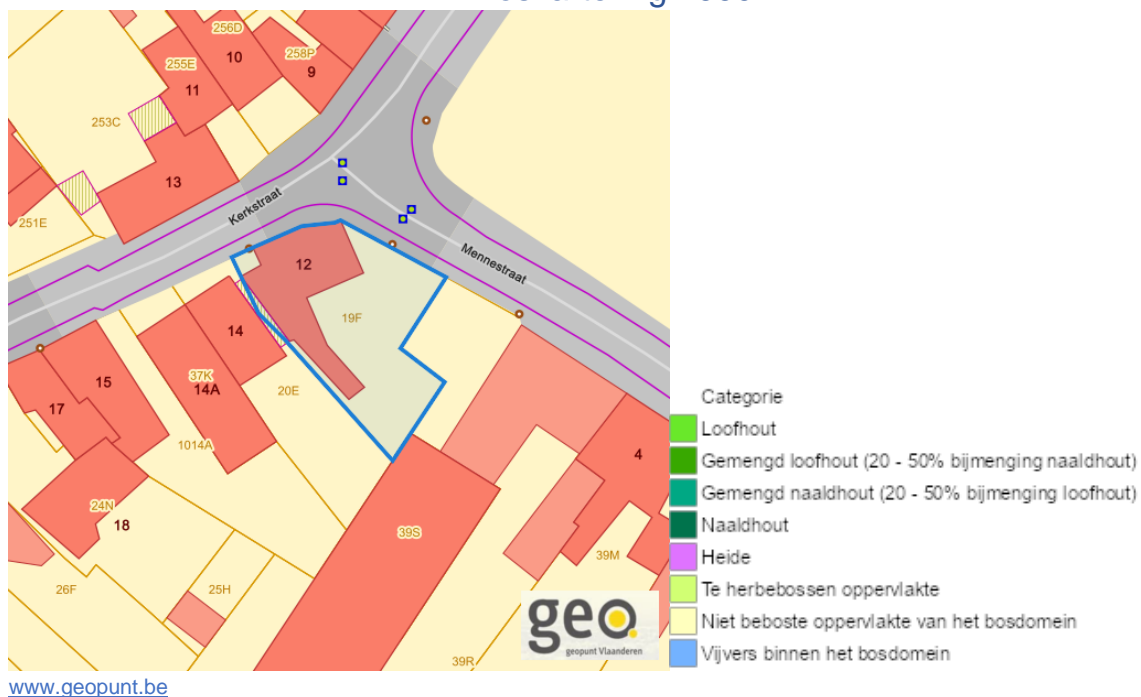 256D
10
258P
9
255E
11
253C
13
Kerkstraat
251E
Mennestraat
12
19F
14
37K
14A
20E
15
17
1014A
4
24N
18
39S
39M
26F
25H
39R
geo
geopunt Vlaanderen
Categorie
Loofhout
Gemengd loofhout (20 - 50% bijmenging naaldhout)
Gemengd naaldhout (20 - 50% bijmenging loofhout)
Naaldhout
Heide
Te herbebossen oppervlakte
Niet beboste oppervlakte van het bosdomein
Vijvers binnen het bosdomein
www.geopunt.be